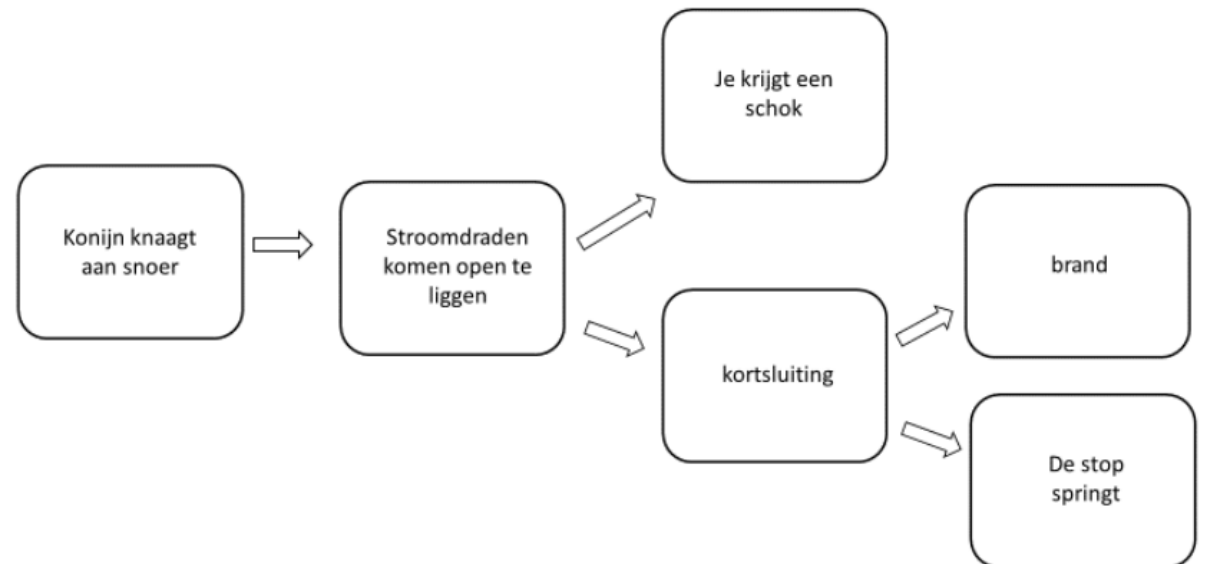 Konijn knaagt
aan snoer
Stroomdraden
komen open te
liggen
Je krijgt een
schok
kortsluiting
brand
De stop
springt